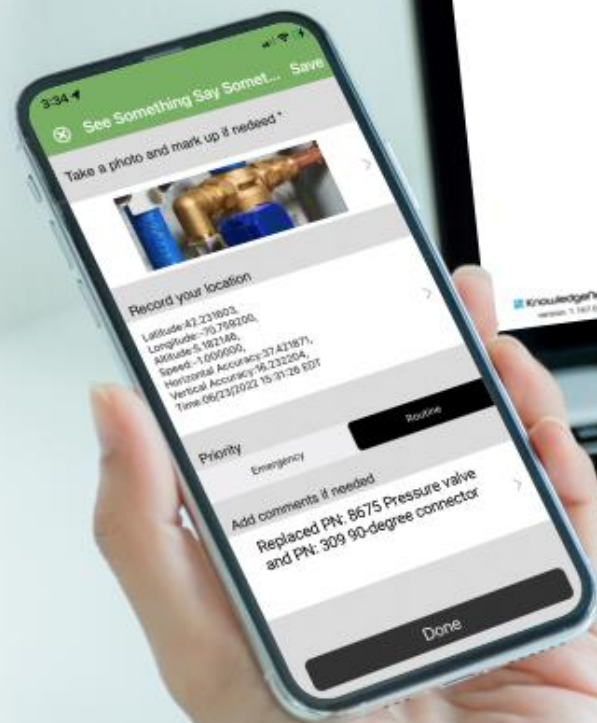 3:34
See Something Say Somet... Save
Take a photo and mark up if nedeed *
Record your location
Latitude:42.231603,
Longitude:-70.759200,
Altitude:5.182146,
Speed:-1.000000,
Horizontal Accuracy:37.421871,
Vertical Accuracy:16.232204,
Time:06/23/2022 15:31:26 EDT
Priority
Emergency Routine
Add comments if needed
Replaced PN: B675 Pressure valve
and PN: 309 90-degree connector
Done